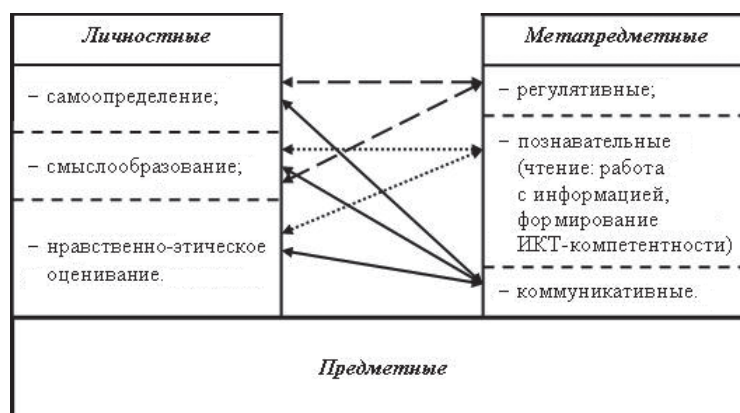 Личностные
– самоопределение;
– смыслообразование;
– нравственно-этическое
оценивание.
Метапредметные
– регулятивные;
– познавательные
(чтение: работа
с информацией,
формирование
ИКТ-компетентности)
– коммуникативные.
Предметные